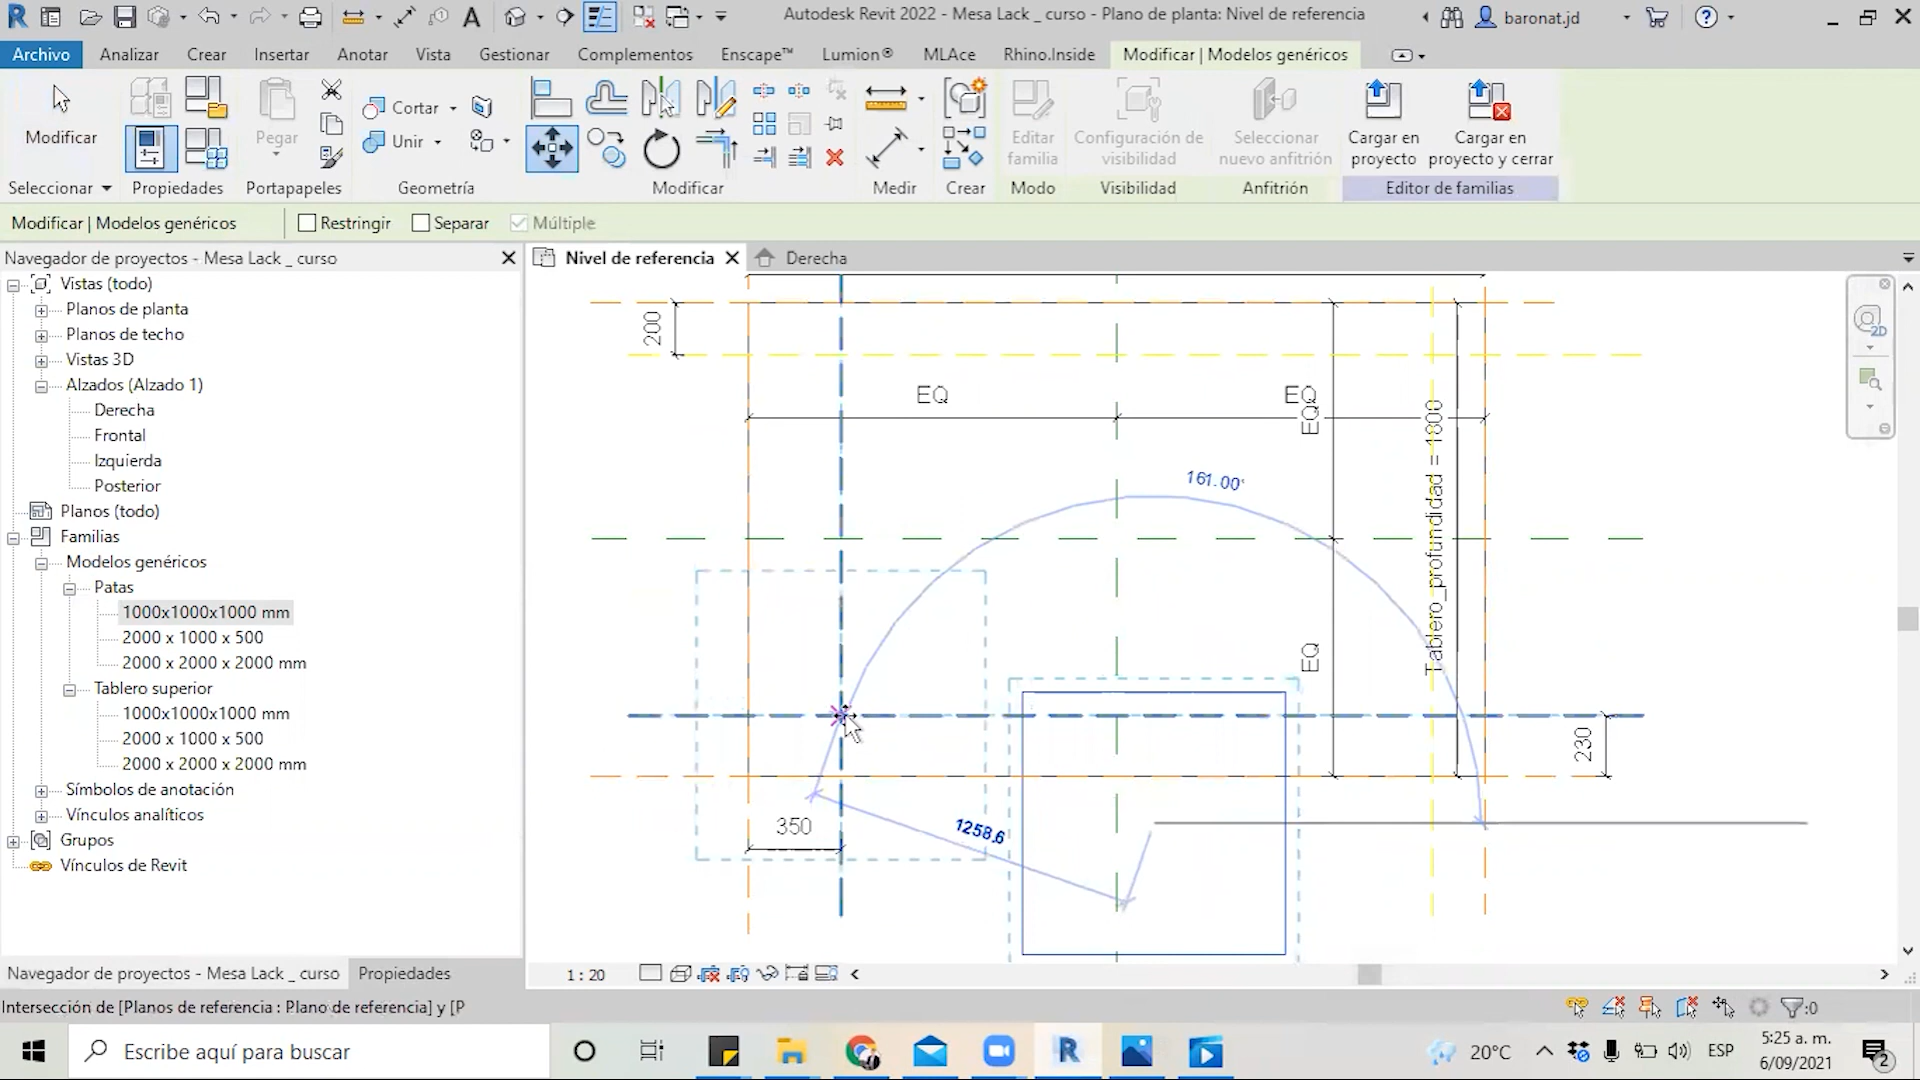 Autodesk Revit 2022 - Mesa Lack _ curso - Plano de planta: Nivel de referencia
baronat.jd
Archivo Analizar Crear Insertar Anotar Vista Gestionar Complementos Enscape™ Lumion® MLAce Rhino.Inside Modificar | Modelos genéricos
Modificar
Pegar
Cortar
Unir
Editar familia
Configuración de visibilidad
Seleccionar nuevo anfitrión
Cargar en proyecto
Cargar en proyecto y cerrar
Seleccionar Propiedades Portapapeles Geometría Modificar Medir Crear Modo Visibilidad Anfitrión Editor de familias
Modificar | Modelos genéricos Restringir Separar Múltiple
Navegador de proyectos - Mesa Lack _ curso
Nivel de referencia Derecha
Vistas (todo)
Planos de planta
Planos de techo
Vistas 3D
Alzados (Alzado 1)
Derecha
Frontal
Izquierda
Posterior
Planos (todo)
Familias
Modelos genéricos
Patas
1000x1000x1000 mm
2000 x 1000 x 500
2000 x 2000 x 2000 mm
Tablero superior
1000x1000x1000 mm
2000 x 1000 x 500
2000 x 2000 x 2000 mm
Símbolos de anotación
Vínculos analíticos
Grupos
Vínculos de Revit
200
EQ
EQ
EQ
161.00°
Tablero_profundidad = 1800
EQ
230
350
1258.6
2D
Navegador de proyectos - Mesa Lack _ curso Propiedades
1 : 20
Intersección de [Planos de referencia : Plano de referencia] y [P
:0
Escribe aquí para buscar
20°C
ESP
5:25 a. m.
6/09/2021
2